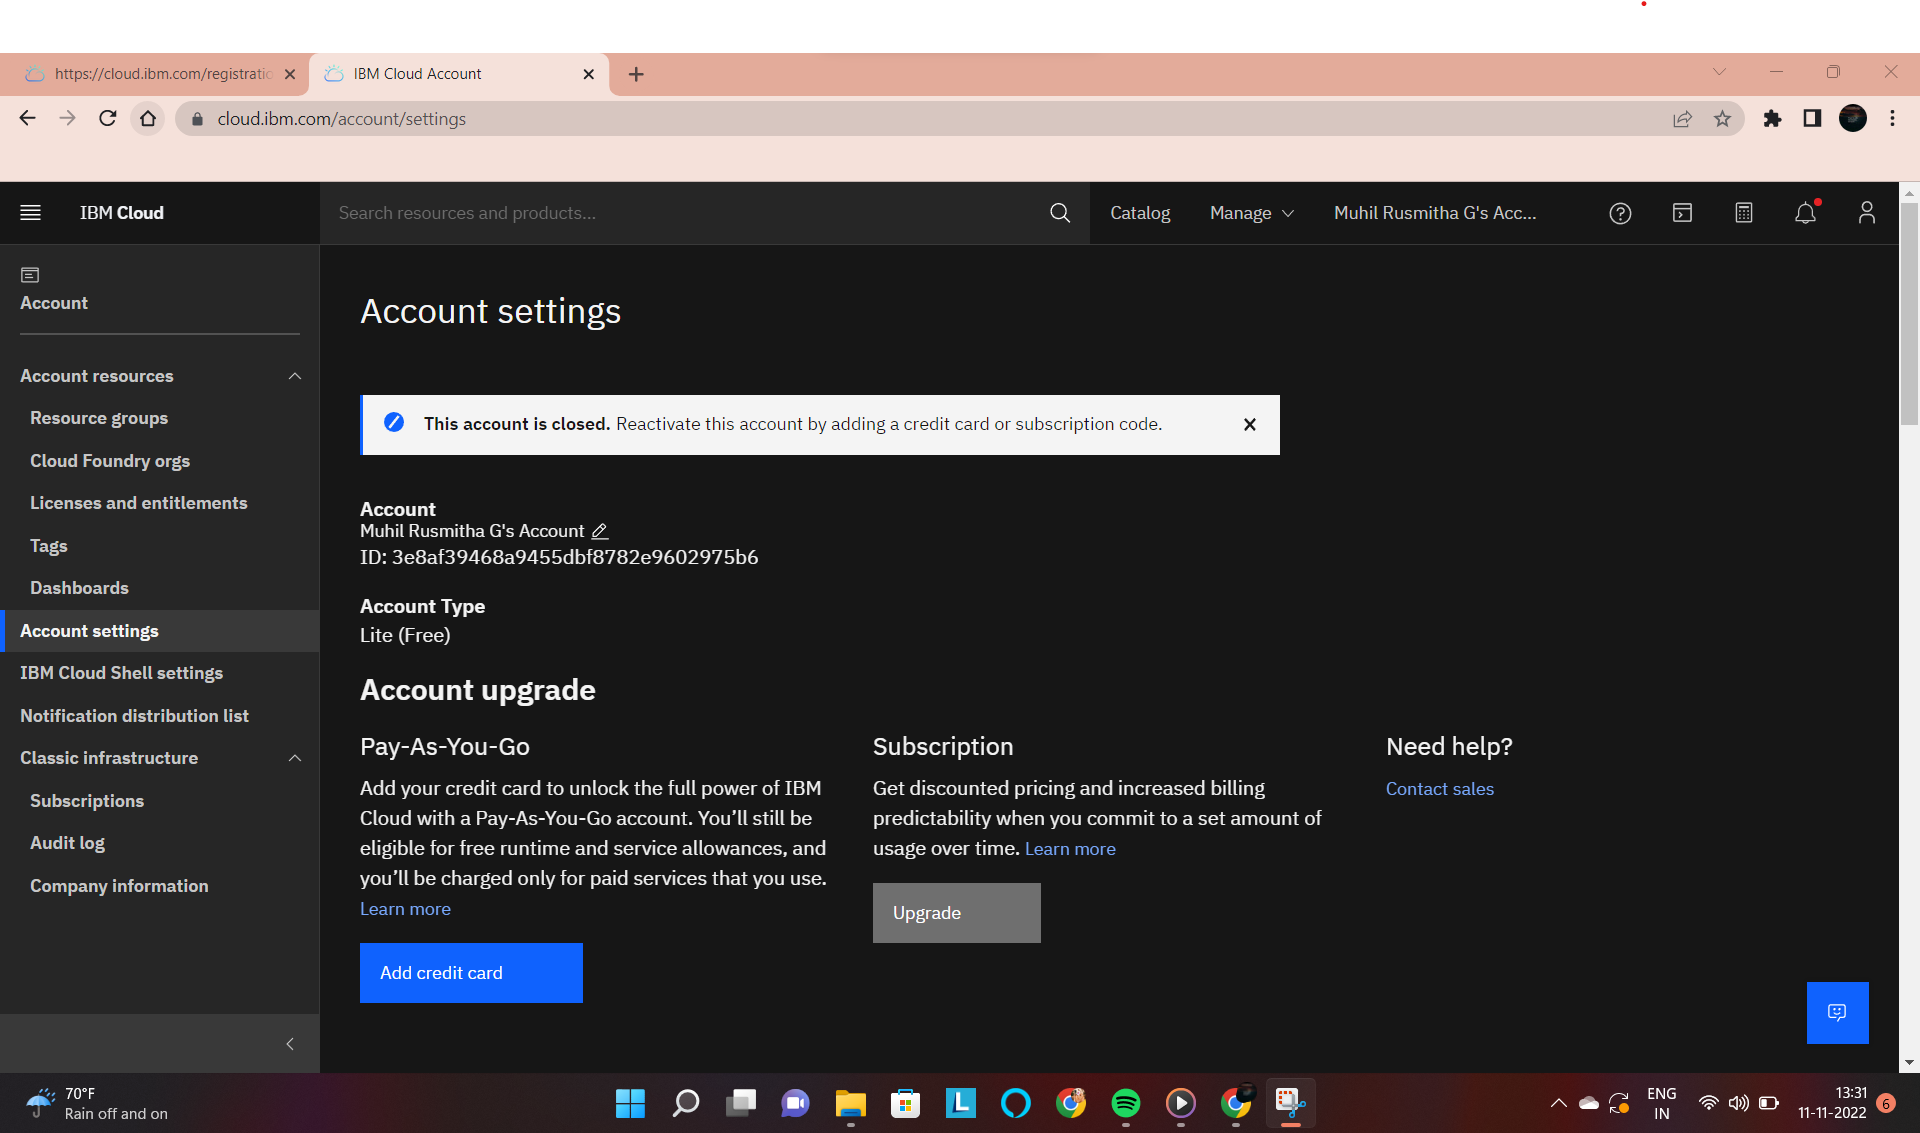 https://cloud.ibm.com/registratio
IBM Cloud Account
cloud.ibm.com/account/settings
IBM Cloud
Search resources and products...
Catalog
Manage
Muhil Rusmitha G's Acc...
Account
Account resources
Resource groups
Cloud Foundry orgs
Licenses and entitlements
Tags
Dashboards
Account settings
IBM Cloud Shell settings
Notification distribution list
Classic infrastructure
Subscriptions
Audit log
Company information
Account settings
This account is closed. Reactivate this account by adding a credit card or subscription code.
Account
Muhil Rusmitha G's Account
ID: 3e8af39468a9455dbf8782e9602975b6
Account Type
Lite (Free)
Account upgrade
Pay-As-You-Go
Add your credit card to unlock the full power of IBM
Cloud with a Pay-As-You-Go account. You’ll still be
eligible for free runtime and service allowances, and
you’ll be charged only for paid services that you use.
Learn more
Add credit card
Subscription
Get discounted pricing and increased billing
predictability when you commit to a set amount of
usage over time. Learn more
Upgrade
Need help?
Contact sales
70°F
Rain off and on
L
ENG
IN
13:31
11-11-2022
6